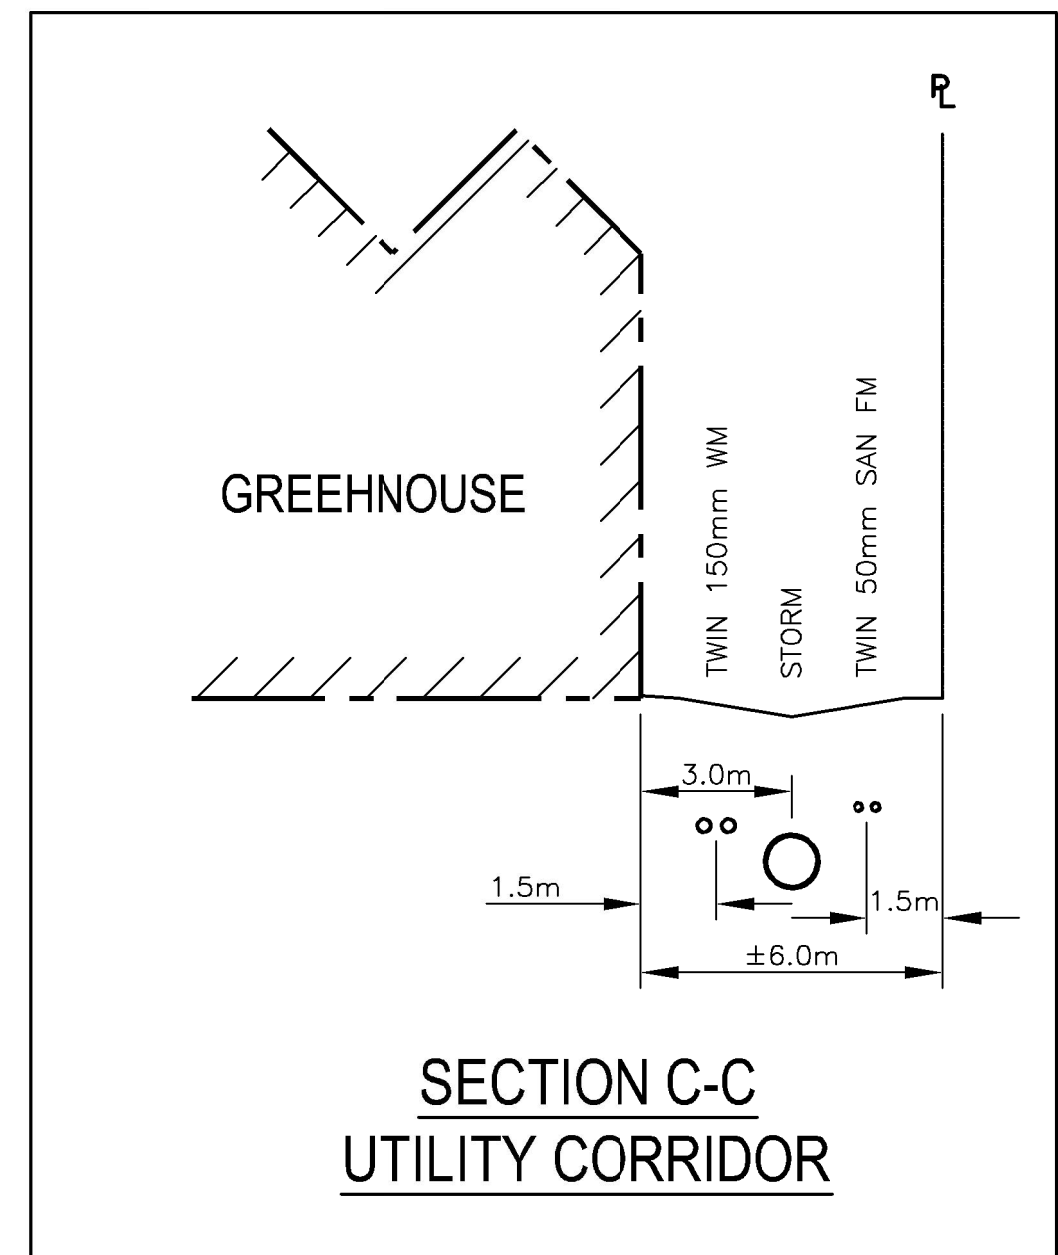 ℄
GREEHNOUSE
TWIN 150mm WM
STORM
TWIN 50mm SAN FM
3.0m
1.5m
1.5m
±6.0m
SECTION C-C
UTILITY CORRIDOR